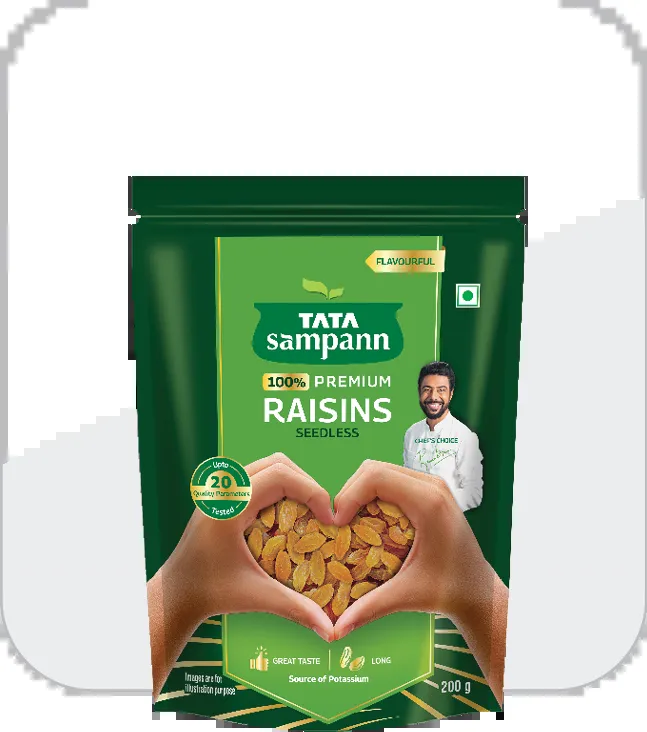 FLAVOURFUL
TATA
sampann
100% PREMIUM
RAISINS
SEEDLESS
CHEF'S CHOICE
Upto
20
Quality Parameters
Tested
GREAT TASTE
LONG
Source of Potassium
Images are for
illustration purpose
200 g